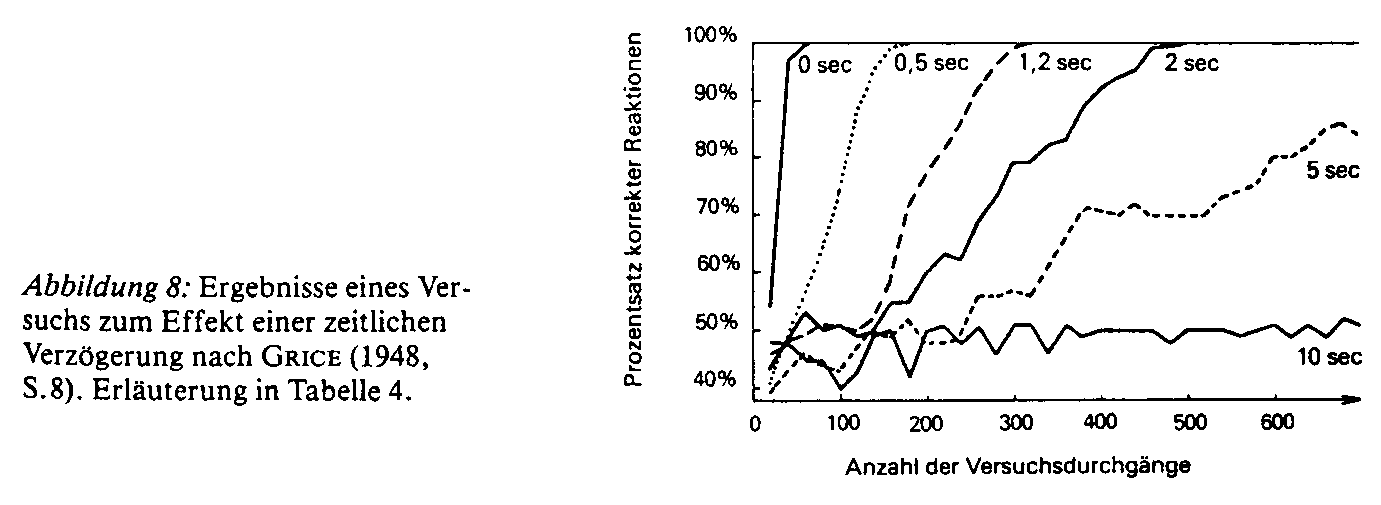 Abbildung 8: Ergebnisse eines Ver-
suchs zum Effekt einer zeitlichen
Verzögerung nach GRICE (1948,
S. 8). Erläuterung in Tabelle 4.
Prozentsatz korrekter Reaktionen
100%
90%
80%
70%
60%
50%
40%
0 sec
0,5 sec
1,2 sec
2 sec
5 sec
10 sec
0 100 200 300 400 500 600
Anzahl der Versuchsdurchgänge